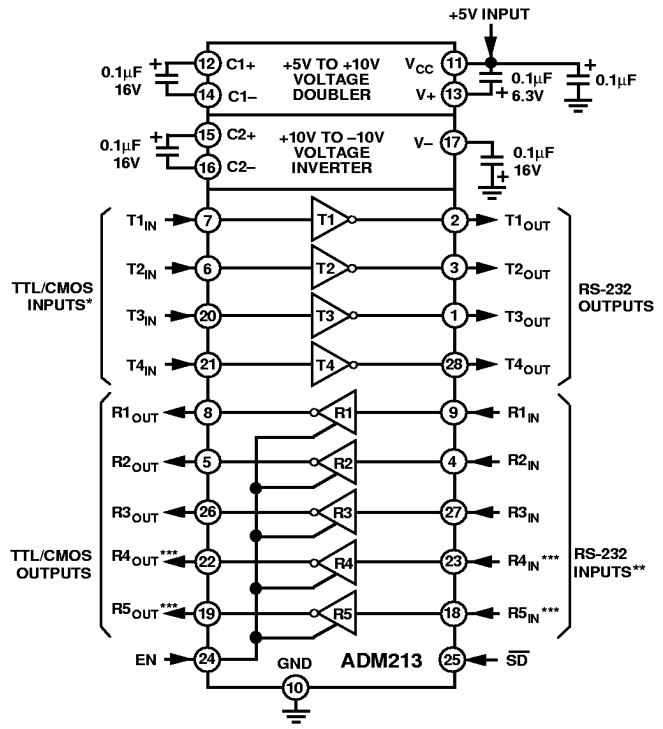 +5V INPUT
12 C1+ +5V TO +10V VCC 11
0.1µF 16V
VOLTAGE
14 C1– DOUBLER V+ 13
0.1µF 6.3V
0.1µF
15 C2+ +10V TO –10V V– 17
0.1µF 16V
VOLTAGE
16 C2– INVERTER
0.1µF 16V
TTL/CMOS INPUTS*
T1IN 7 T1 2 T1OUT
T2IN 6 T2 3 T2OUT
T3IN 20 T3 1 T3OUT
T4IN 21 T4 28 T4OUT
RS-232 OUTPUTS
TTL/CMOS OUTPUTS
R1OUT 8 R1 9 R1IN
R2OUT 5 R2 4 R2IN
R3OUT 26 R3 27 R3IN
R4OUT*** 22 R4 23 R4IN***
R5OUT*** 19 R5 18 R5IN***
RS-232 INPUTS**
EN 24 GND ADM213 25 SD
10